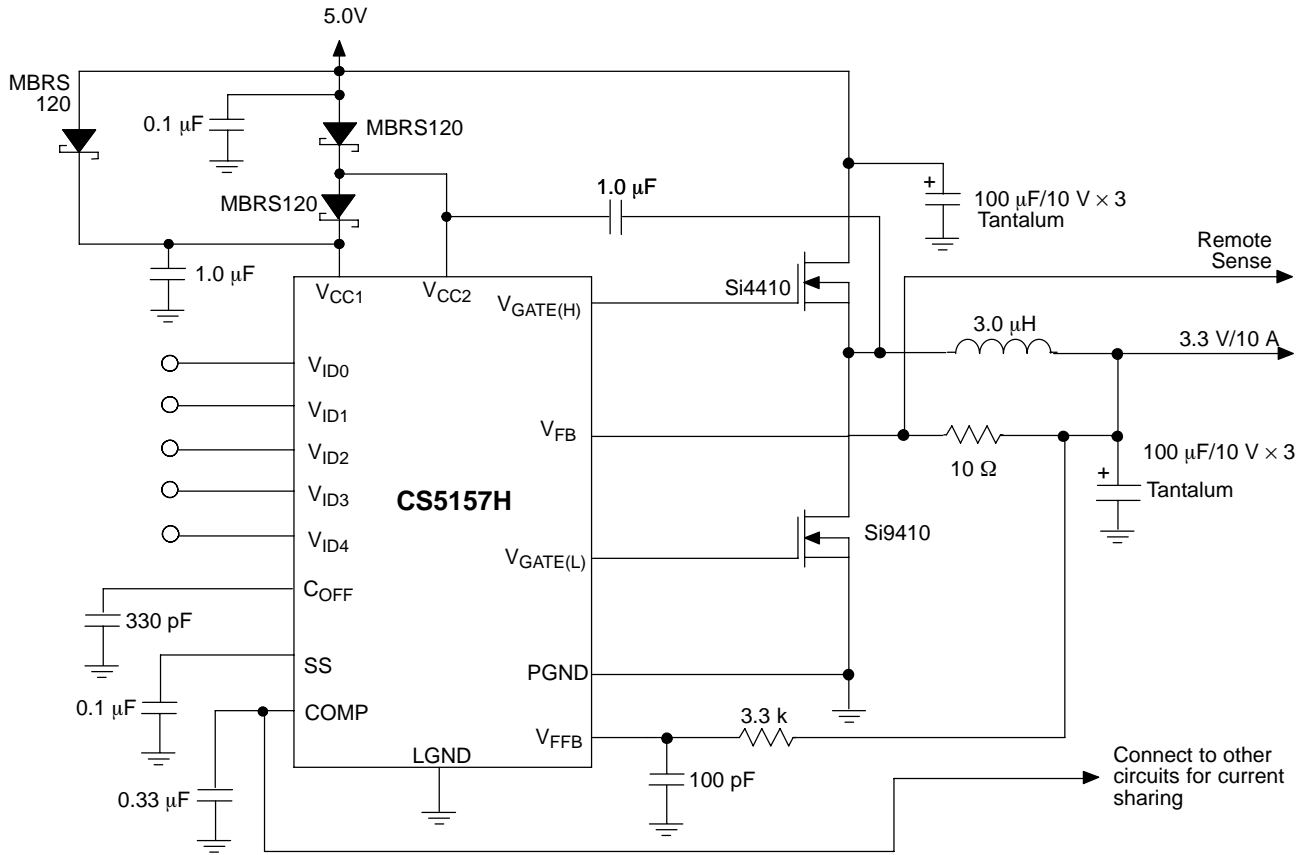 5.0V
MBRS
120
0.1 μF
MBRS120
MBRS120
1.0 μF
100 μF/10 V × 3
+
Tantalum
Remote
Sense
1.0 μF
VCC1
VCC2
VGATE(H)
Si4410
3.0 μH
3.3 V/10 A
VID0
VID1
VFB
VID2
10 Ω
100 μF/10 V × 3
+
Tantalum
VID3
CS5157H
VID4
VGATE(L)
Si9410
COFF
330 pF
SS
PGND
0.1 μF
COMP
3.3 k
VFFB
LGND
100 pF
0.33 μF
Connect to other
circuits for current
sharing